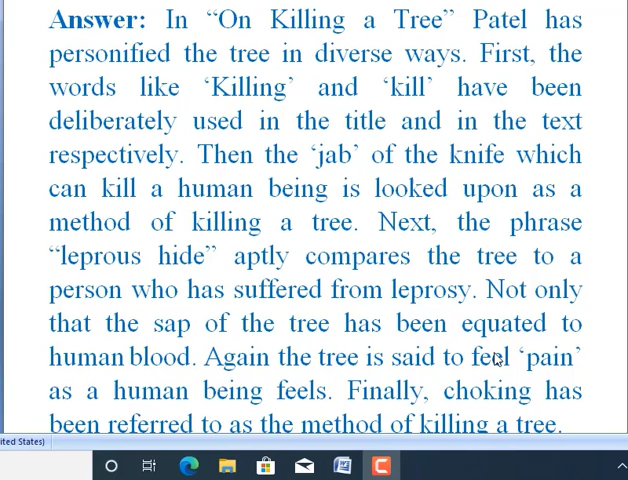 Answer: In “On Killing a Tree” Patel has
personified the tree in diverse ways. First, the
words like ‘Killing’ and ‘kill’ have been
deliberately used in the title and in the text
respectively. Then the ‘jab’ of the knife which
can kill a human being is looked upon as a
method of killing a tree. Next, the phrase
“leprous hide” aptly compares the tree to a
person who has suffered from leprosy. Not only
that the sap of the tree has been equated to
human blood. Again the tree is said to feel ‘pain’
as a human being feels. Finally, choking has
been referred to as the method of killing a tree.
ited States)